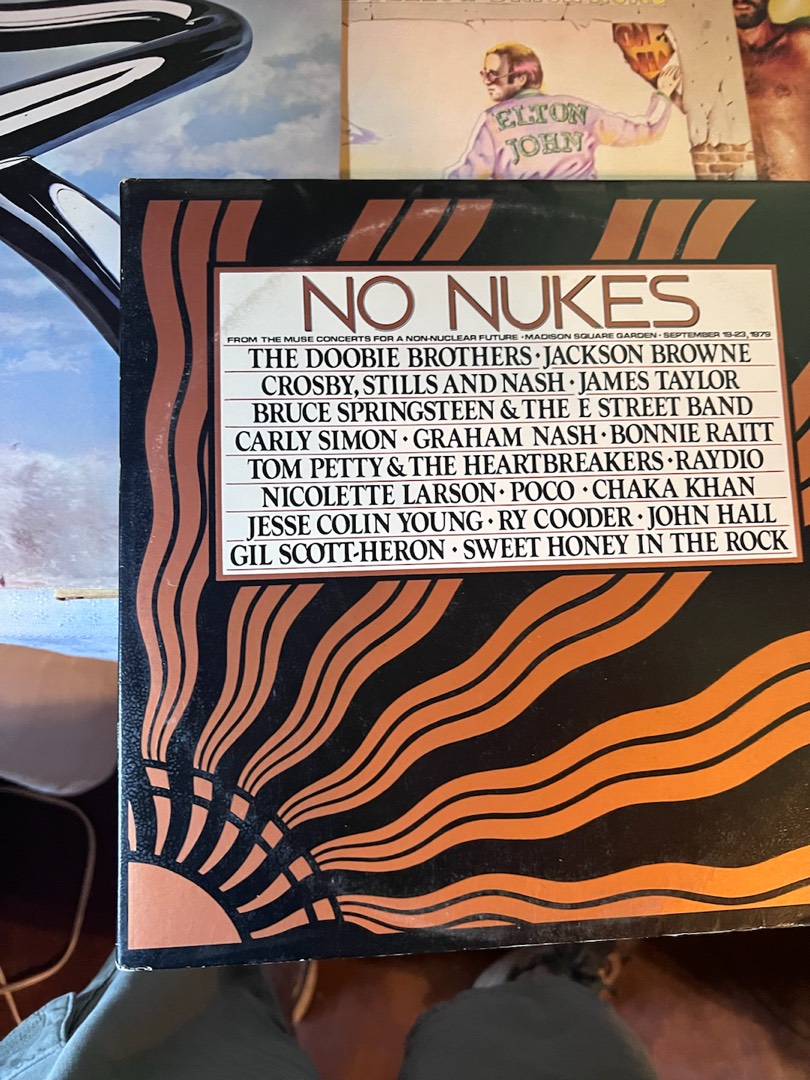 ELTON
JOHN
NO NUKES
FROM THE MUSE CONCERTS FOR A NON-NUCLEAR FUTURE • MADISON SQUARE GARDEN • SEPTEMBER 19-23, 1979
THE DOOBIE BROTHERS • JACKSON BROWNE
CROSBY, STILLS AND NASH • JAMES TAYLOR
BRUCE SPRINGSTEEN & THE E STREET BAND
CARLY SIMON • GRAHAM NASH • BONNIE RAITT
TOM PETTY & THE HEARTBREAKERS • RAYDIO
NICOLETTE LARSON • POCO • CHAKA KHAN
JESSE COLIN YOUNG • RY COODER • JOHN HALL
GIL SCOTT-HERON • SWEET HONEY IN THE ROCK